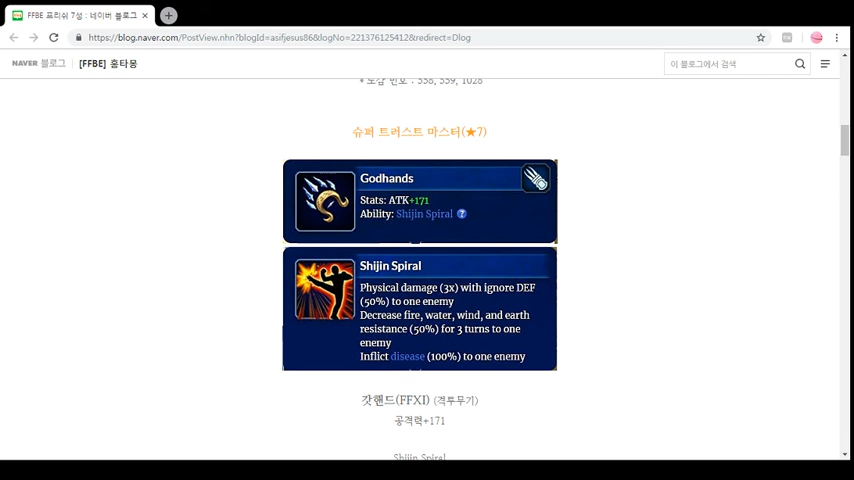 FFBE 프리쉬 7성 : 네이버 블로그
https://blog.naver.com/PostView.nhn?blogId=asifjesus86&logNo=221376125412&redirect=Dlog
NAVER 블로그 [FFBE] 홀타몽
이 블로그에서 검색
• 도감 번호 : 338, 339, 1028
슈퍼 트러스트 마스터(★7)
Godhands
Stats: ATK+171
Ability: Shijin Spiral ?
Shijin Spiral
Physical damage (3x) with ignore DEF
(50%) to one enemy
Decrease fire, water, wind, and earth
resistance (50%) for 3 turns to one
enemy
Inflict disease (100%) to one enemy
갓핸드(FFXI) (격투무기)
공격력+171
Shijin Spiral